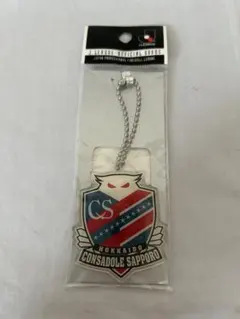 J.LEAGUE OFFICIAL GOODS
CS
HOKKAIDO
CONSADOLE SAPPORO